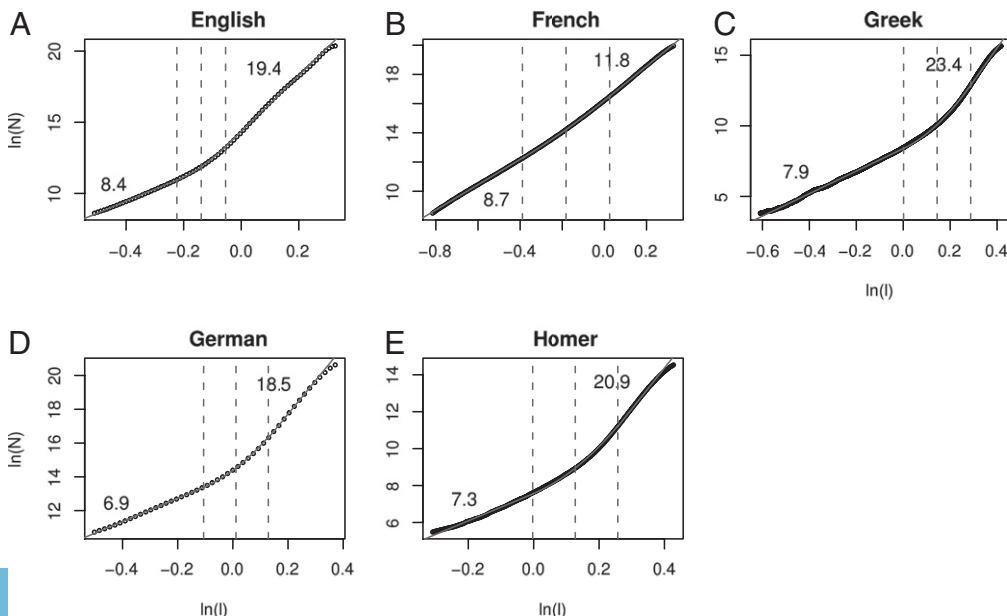 A English
ln(N)
20
15
10
19.4
8.4
−0.4 −0.2 0.0 0.2
B French
18
14
10
11.8
8.7
−0.8 −0.4 0.0 0.2
C Greek
15
10
5
23.4
7.9
−0.6 −0.4 −0.2 0.0 0.2 0.4
ln(l)
D German
ln(N)
20
18
16
14
12
18.5
6.9
−0.4 −0.2 0.0 0.2 0.4
ln(l)
E Homer
14
12
10
8
6
20.9
7.3
−0.2 0.0 0.2 0.4
ln(l)